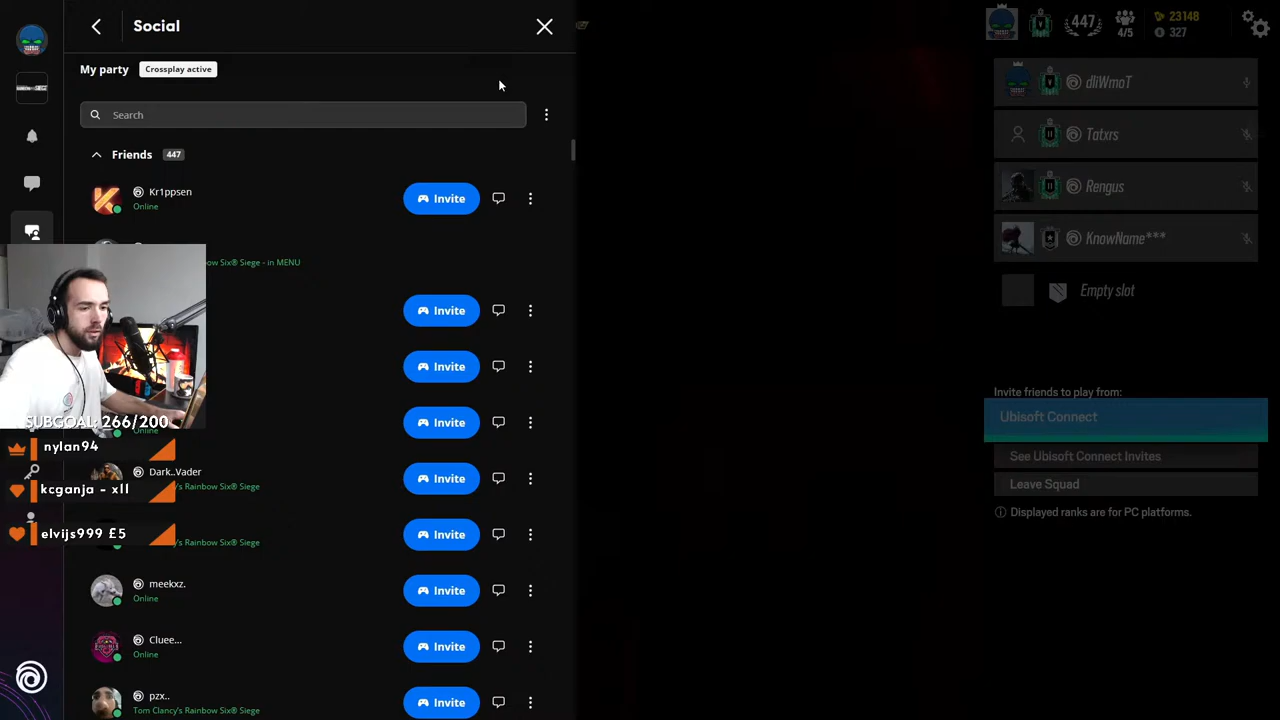 Social
My party
Crossplay active
Search
Friends 447
Kr1ppsen
Online
Invite
ow Six® Siege - in MENU
Invite
Invite
Invite
Online
Dark..Vader
y's Rainbow Six® Siege
Invite
y's Rainbow Six® Siege
Invite
meekxz.
Online
Invite
Cluee...
Online
Invite
pzx..
Tom Clancy's Rainbow Six® Siege
Invite
SUBGOAL: 266/200
nylan94
kcganja - x11
elvijs999 £5
447
4/5
23148
327
dliWmoT
Tatxrs
Rengus
KnowName***
Empty slot
Invite friends to play from:
Ubisoft Connect
See Ubisoft Connect Invites
Leave Squad
Displayed ranks are for PC platforms.